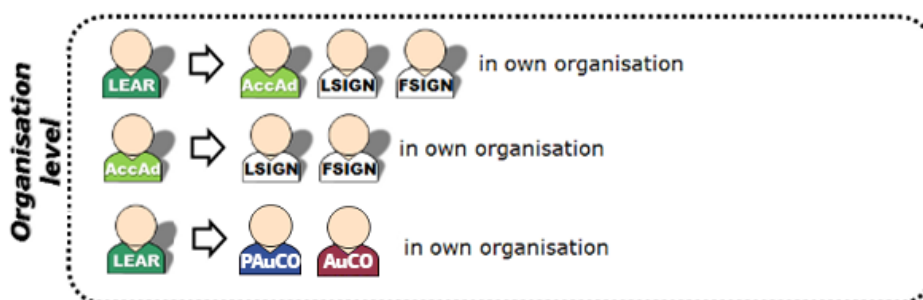 Organisation level
LEAR AccAd LSIGN FSIGN in own organisation
AccAd LSIGN FSIGN in own organisation
LEAR PAuCO AuCO in own organisation